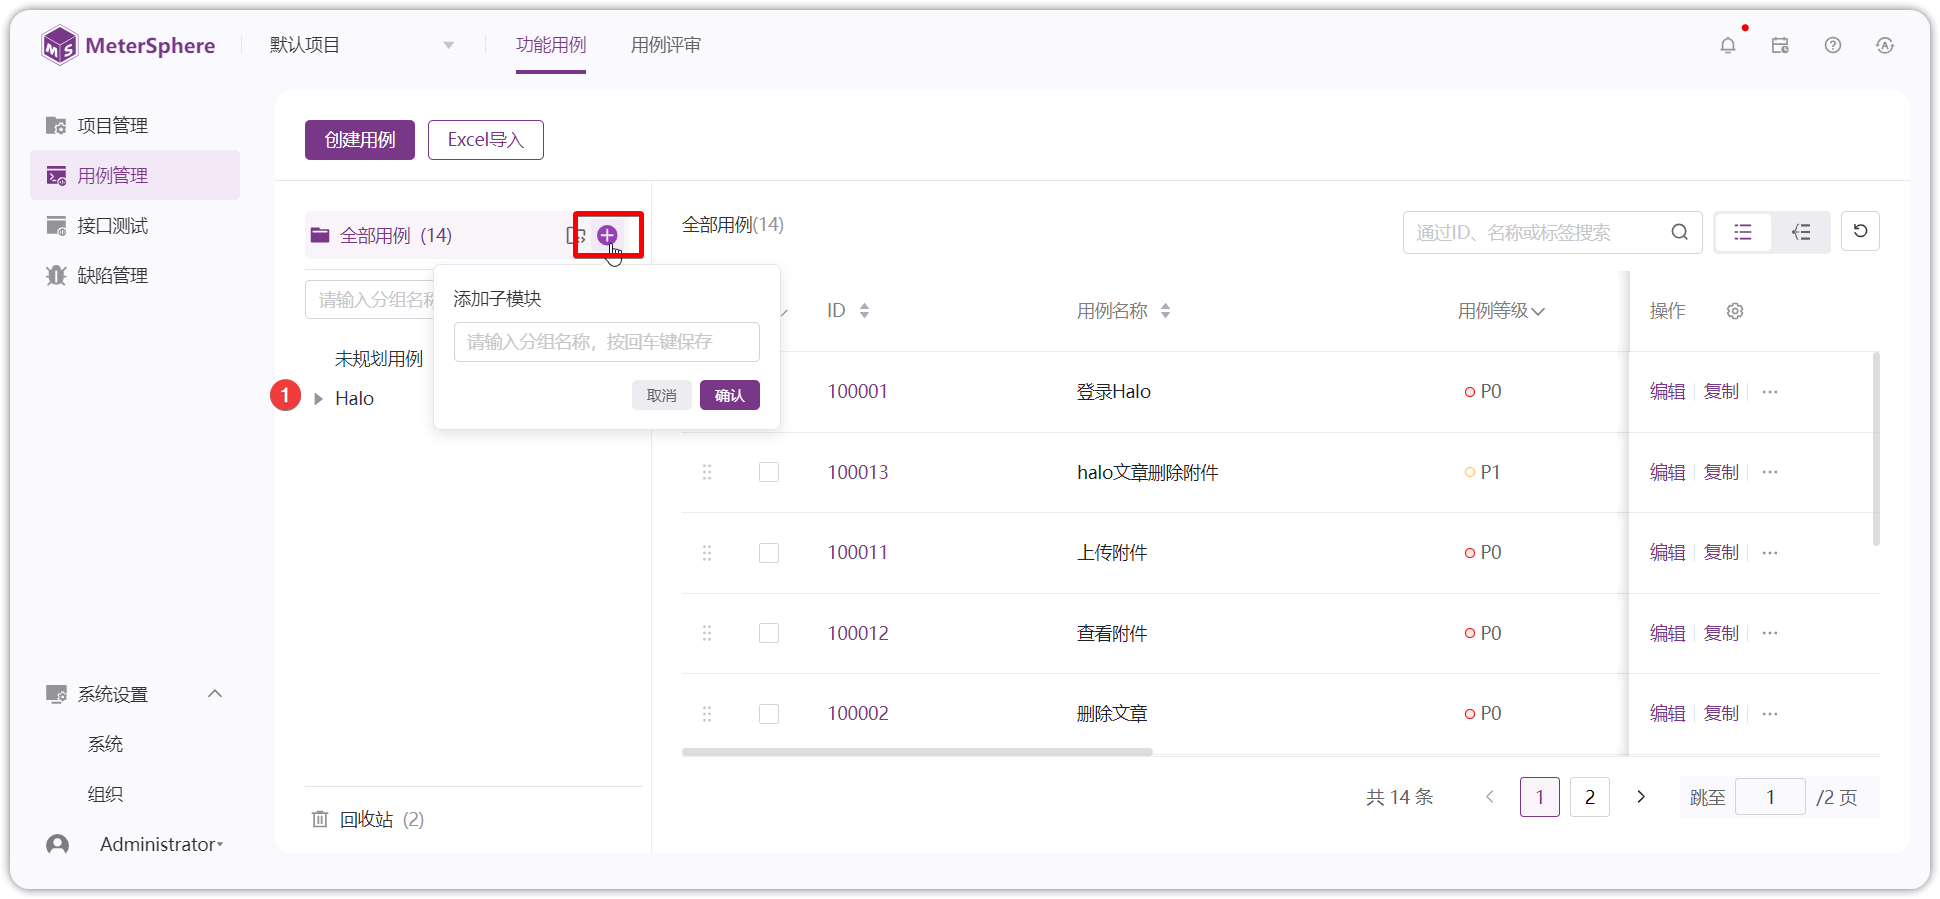 MeterSphere
默认项目
功能用例
用例评审
项目管理
用例管理
接口测试
缺陷管理
系统设置
系统
组织
Administrator
创建用例
Excel导入
全部用例 (14)
请输入分组名称
未规划用例
1
Halo
回收站 (2)
添加子模块
请输入分组名称，按回车键保存
取消
确认
全部用例(14)
通过ID、名称或标签搜索
ID 用例名称 用例等级 操作
100001 登录Halo P0 编辑 复制 ···
100013 halo文章删除附件 P1 编辑 复制 ···
100011 上传附件 P0 编辑 复制 ···
100012 查看附件 P0 编辑 复制 ···
100002 删除文章 P0 编辑 复制 ···
共 14 条 1 2 跳至 1 /2 页